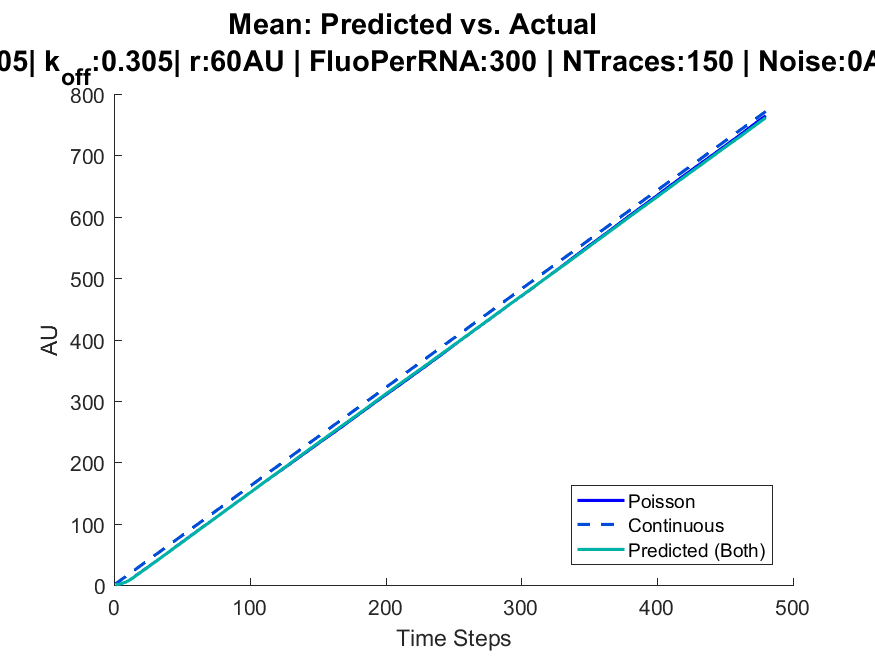 Mean: Predicted vs. Actual
05| koff:0.305| r:60AU | FluoPerRNA:300 | NTraces:150 | Noise:0A
800
700
600
500
400
300
200
100
0
AU
0 100 200 300 400 500
Time Steps
Poisson
Continuous
Predicted (Both)